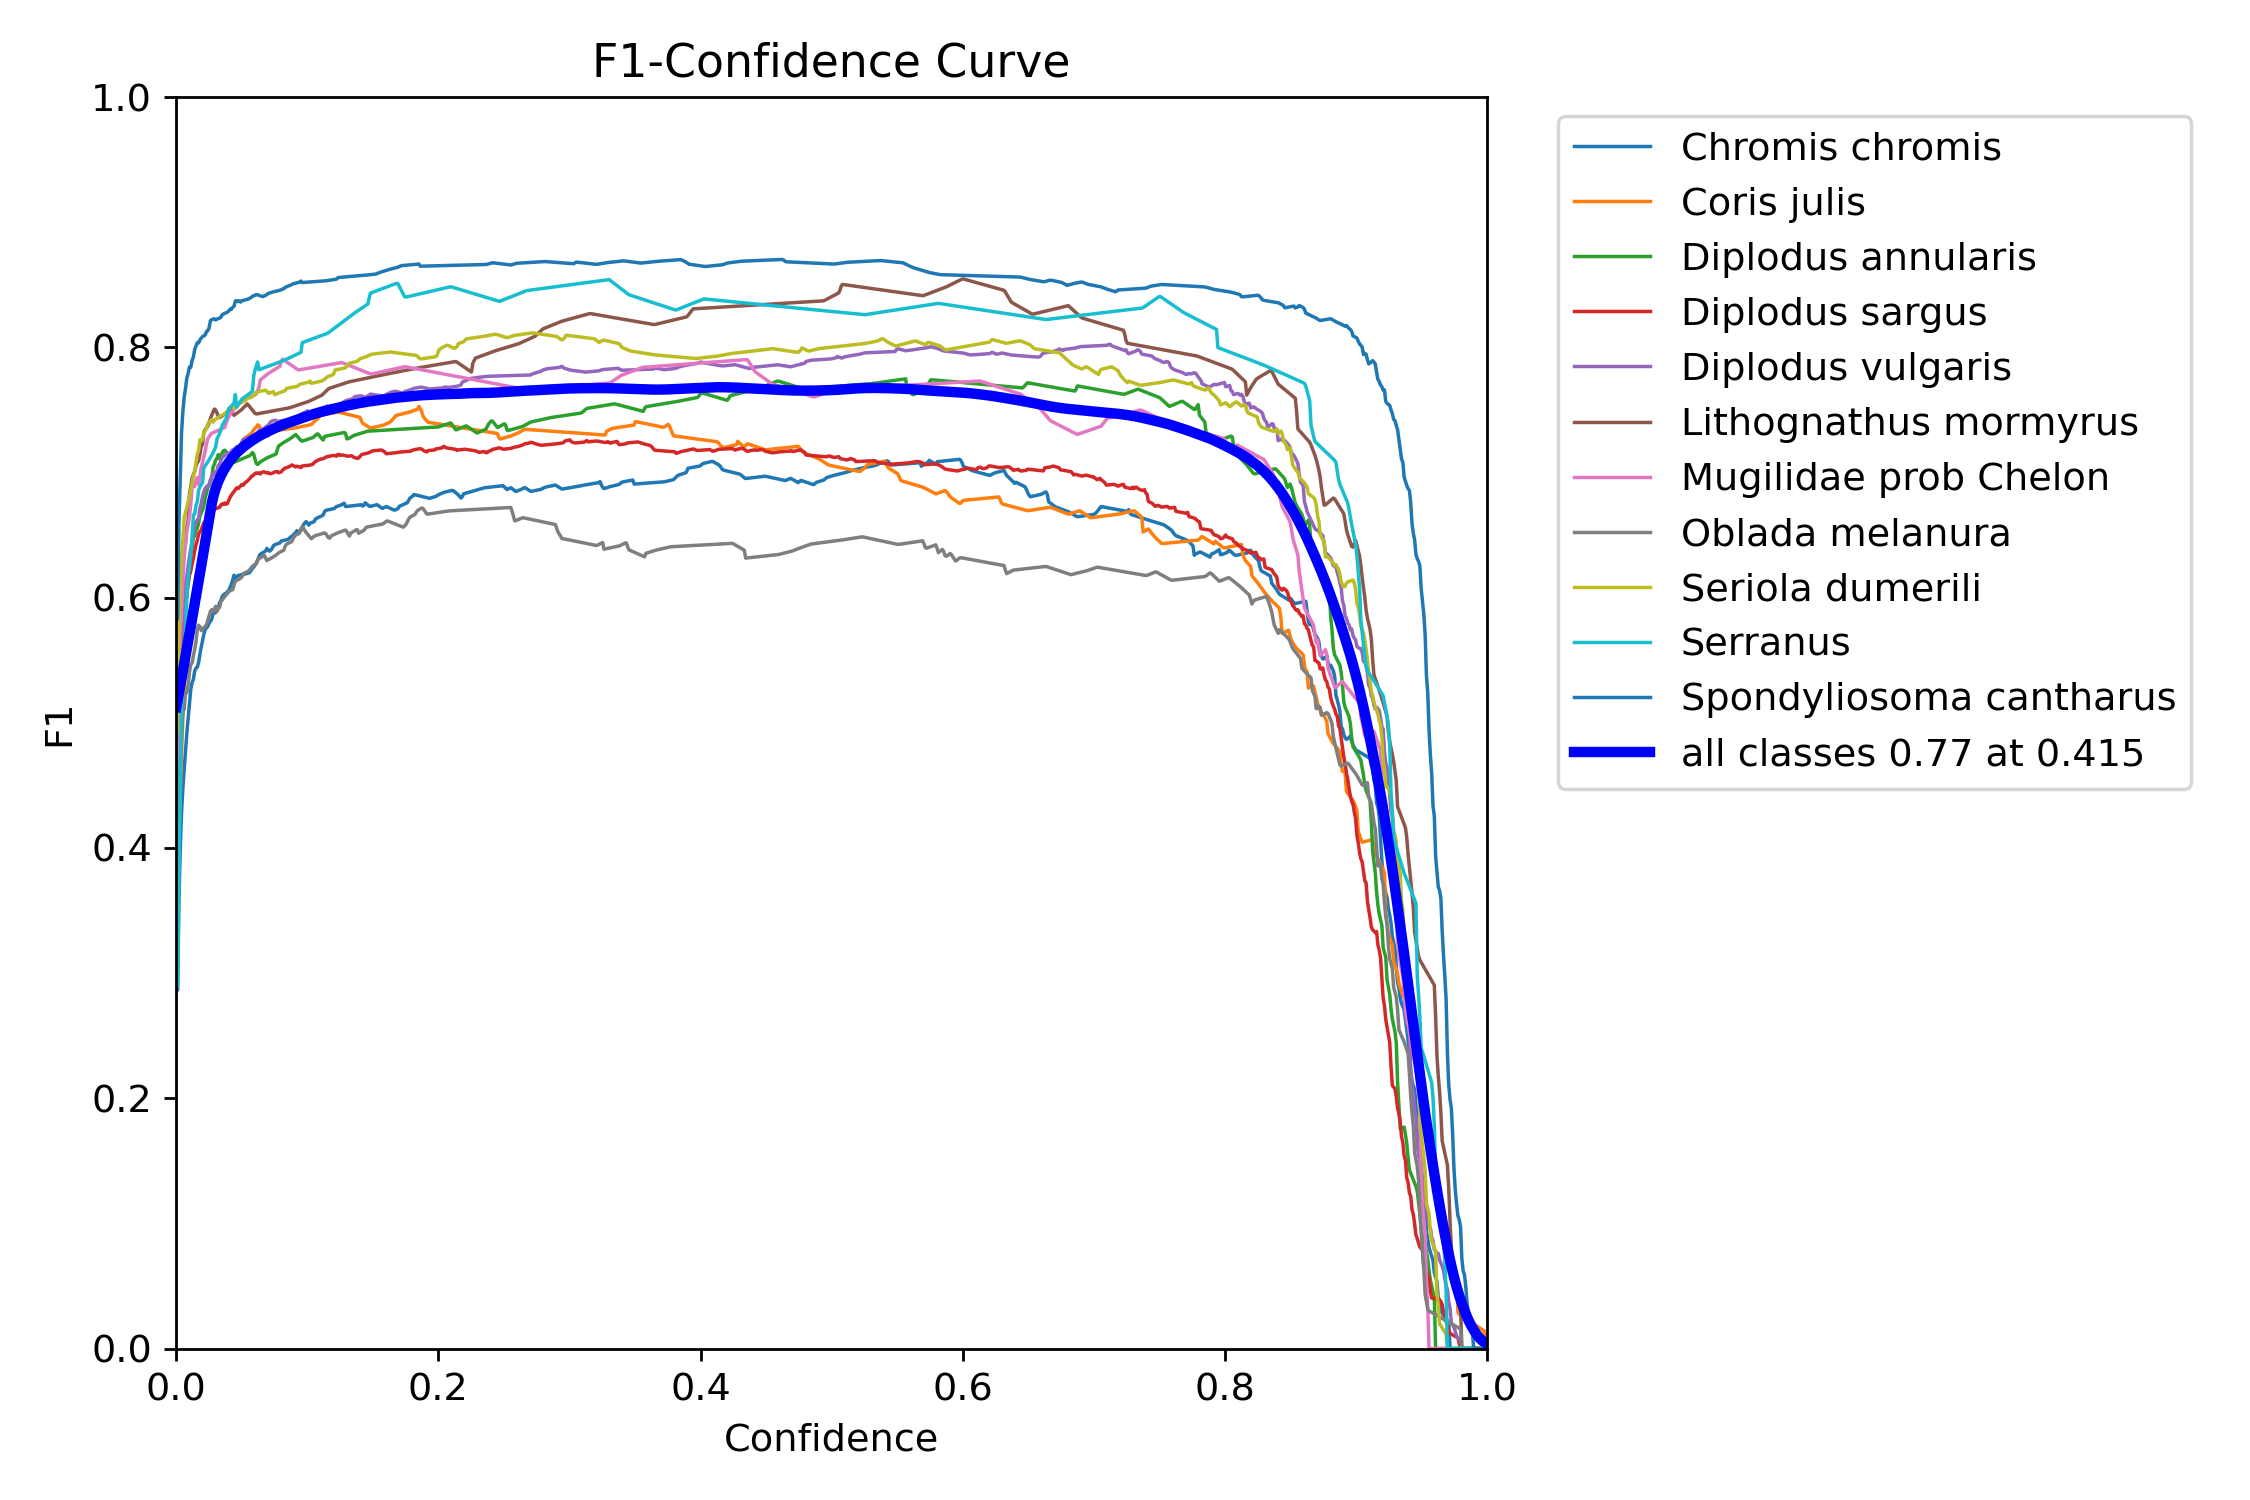 F1-Confidence Curve
1.0
0.8
0.6
0.4
0.2
0.0
F1
0.0 0.2 0.4 0.6 0.8 1.0
Confidence
Chromis chromis
Coris julis
Diplodus annularis
Diplodus sargus
Diplodus vulgaris
Lithognathus mormyrus
Mugilidae prob Chelon
Oblada melanura
Seriola dumerili
Serranus
Spondyliosoma cantharus
all classes 0.77 at 0.415